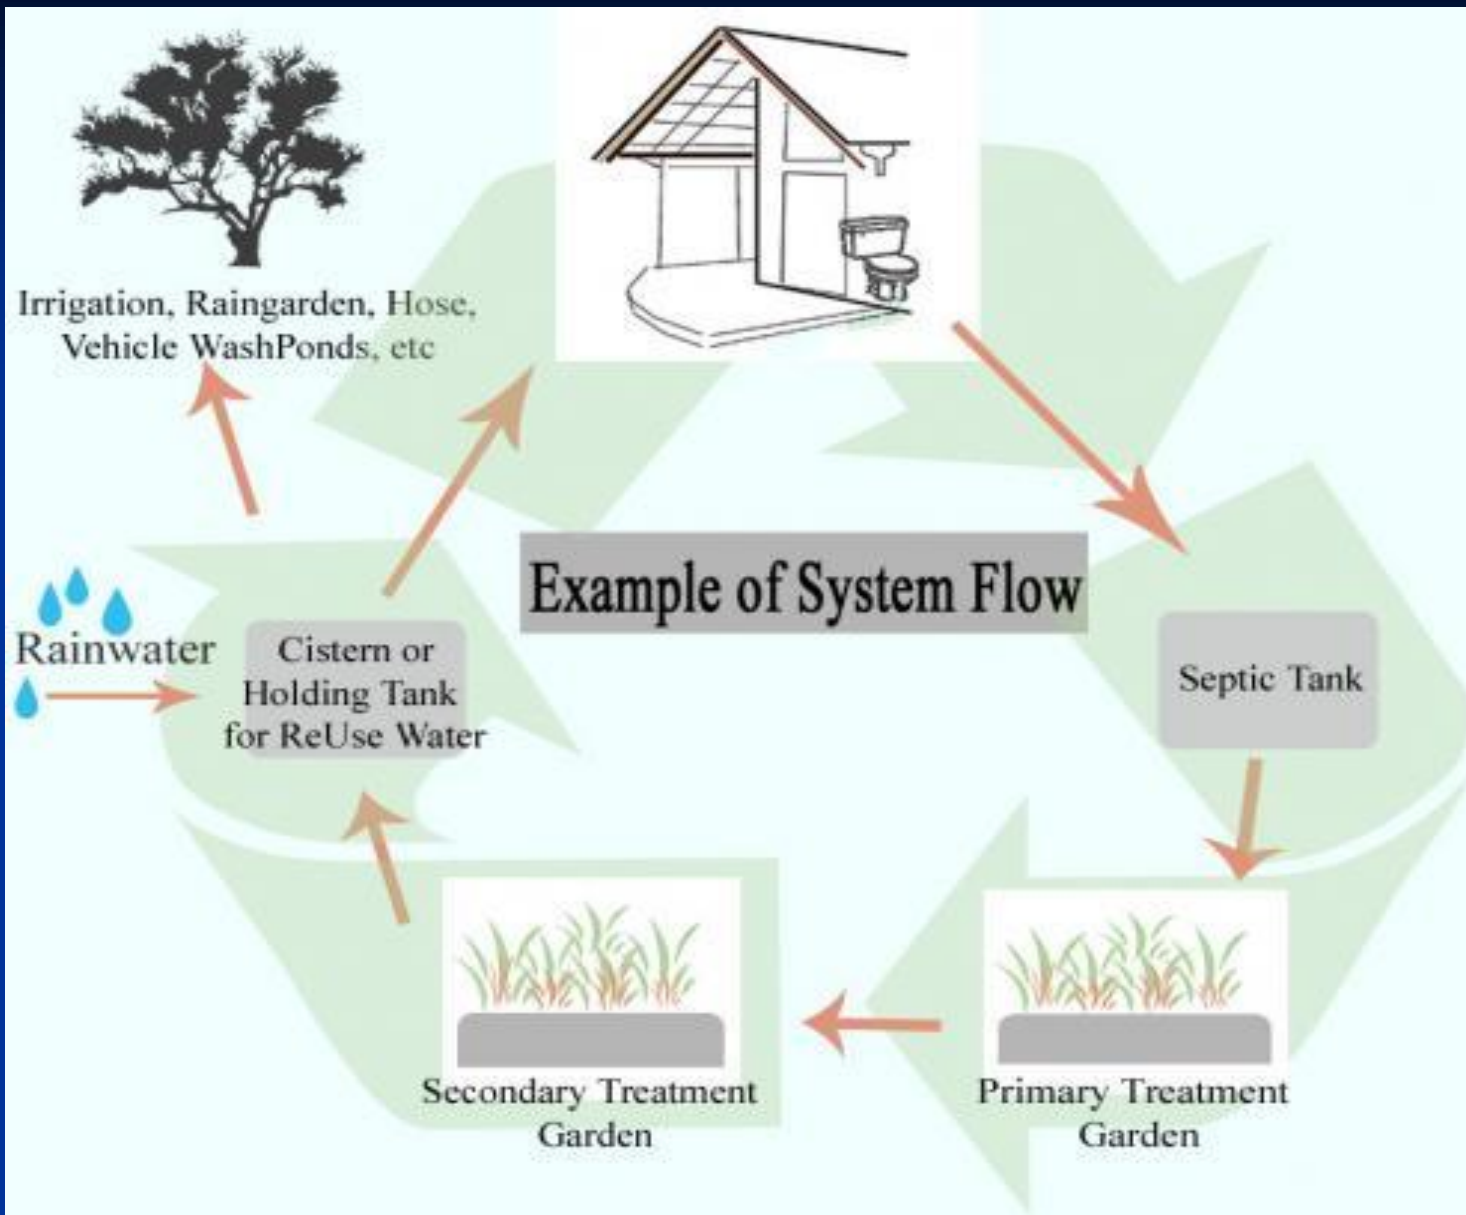 Irrigation, Raingarden, Hose,
Vehicle WashPonds, etc
Example of System Flow
Rainwater
Cistern or
Holding Tank
for ReUse Water
Septic Tank
Secondary Treatment
Garden
Primary Treatment
Garden